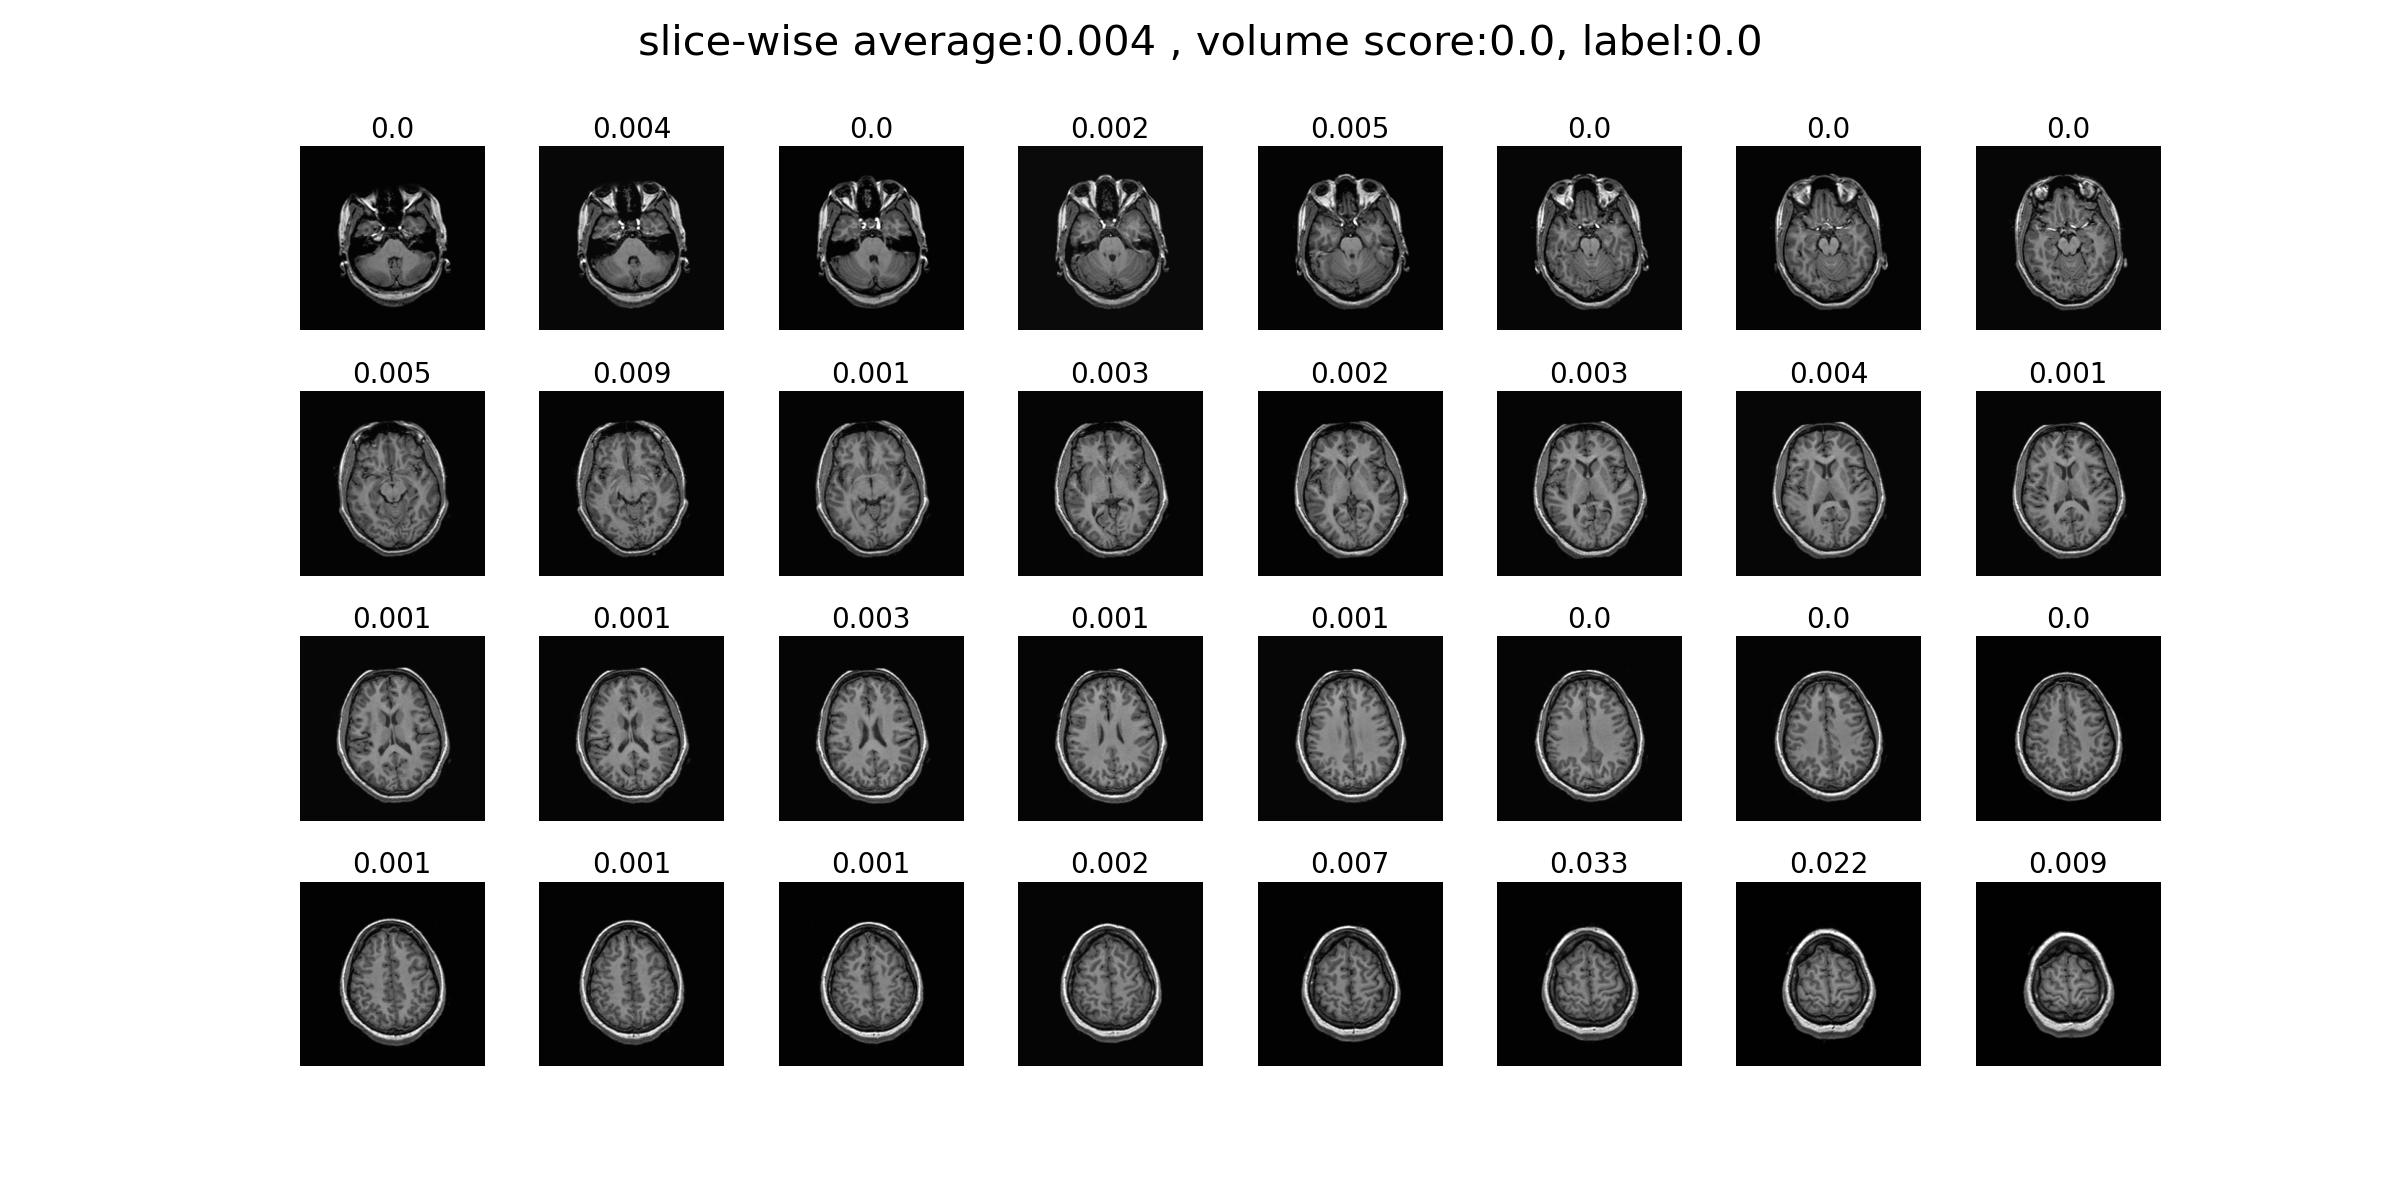 slice-wise average:0.004 , volume score:0.0, label:0.0
0.0 0.004 0.0 0.002 0.005 0.0 0.0 0.0
0.005 0.009 0.001 0.003 0.002 0.003 0.004 0.001
0.001 0.001 0.003 0.001 0.001 0.0 0.0 0.0
0.001 0.001 0.001 0.002 0.007 0.033 0.022 0.009